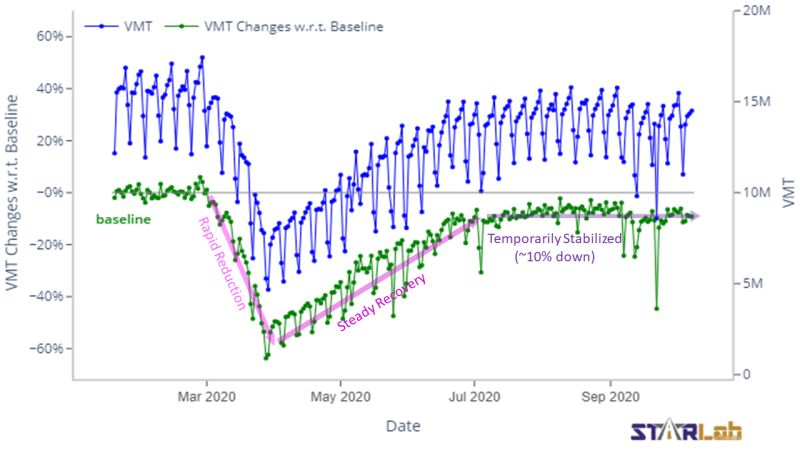 VMT
VMT Changes w.r.t. Baseline
20M
60%
40%
15M
20%
−0%
10M
baseline
−20%
Rapid Reduction
Temporarily Stabilized
(~10% down)
5M
−40%
Steady Recovery
−60%
0
VMT Changes w.r.t. Baseline
VMT
Mar 2020
May 2020
Jul 2020
Sep 2020
Date
STARLab